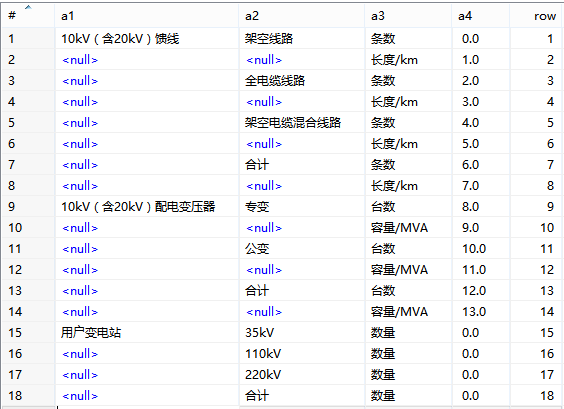 # a1 a2 a3 a4 row
1 10kV（含20kV）馈线 架空线路 条数 0.0 1
2 <null> <null> 长度/km 1.0 2
3 <null> 全电缆线路 条数 2.0 3
4 <null> <null> 长度/km 3.0 4
5 <null> 架空电缆混合线路 条数 4.0 5
6 <null> <null> 长度/km 5.0 6
7 <null> 合计 条数 6.0 7
8 <null> <null> 长度/km 7.0 8
9 10kV（含20kV）配电变压器 专变 台数 8.0 9
10 <null> <null> 容量/MVA 9.0 10
11 <null> 公变 台数 10.0 11
12 <null> <null> 容量/MVA 11.0 12
13 <null> 合计 台数 12.0 13
14 <null> <null> 容量/MVA 13.0 14
15 用户变电站 35kV 数量 0.0 15
16 <null> 110kV 数量 0.0 16
17 <null> 220kV 数量 0.0 17
18 <null> 合计 数量 0.0 18